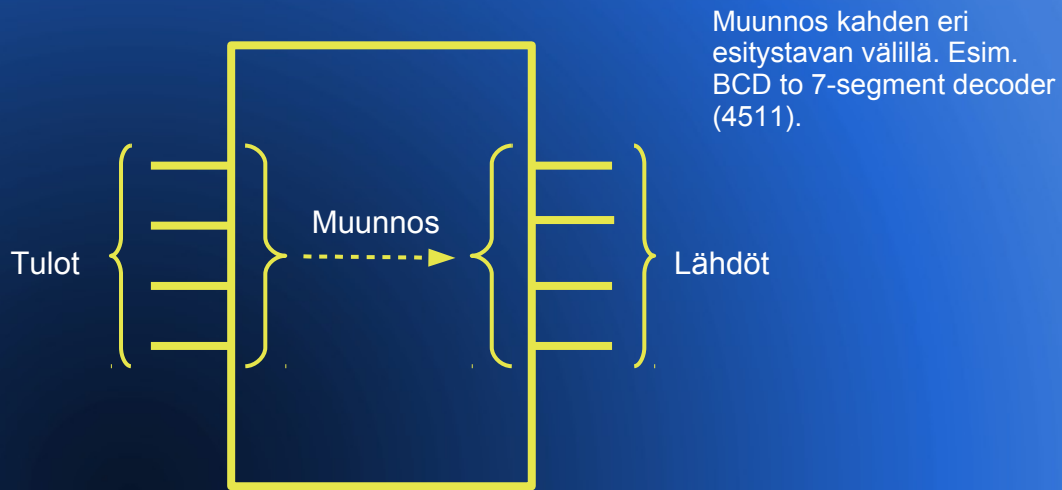 Muunnos kahden eri
esitystavan välillä. Esim.
BCD to 7-segment decoder
(4511).
Muunnos
Tulot
Lähdöt